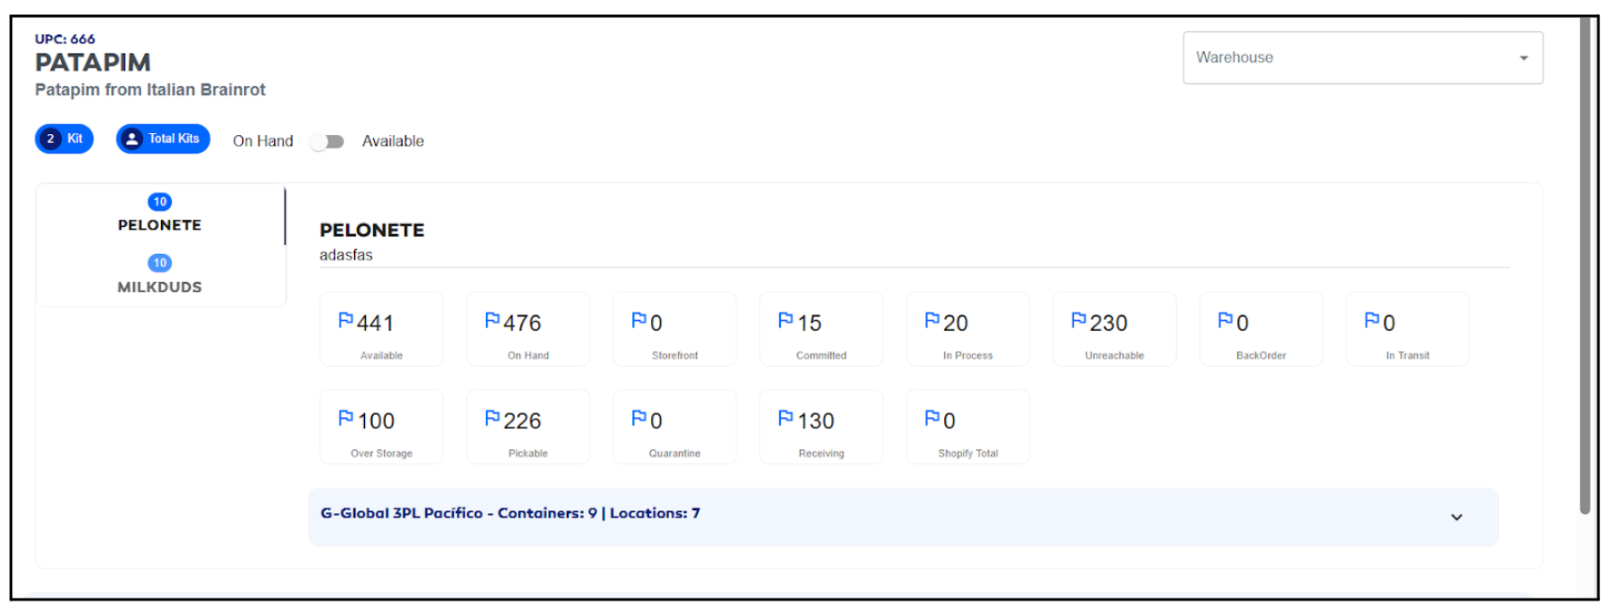 UPC: 666
PATAPIM
Patapim from Italian Brainrot
Warehouse
2 Kit Total Kits On Hand Available
10
PELONETE
10
MILKDUDS
PELONETE
adasfas
441 476 0 15 20 230 0 0
Available On Hand Storefront Committed In Process Unreachable BackOrder In Transit
100 226 0 130 0
Over Storage Pickable Quarantine Receiving Shopify Total
G-Global 3PL Pacífico - Containers: 9 | Locations: 7